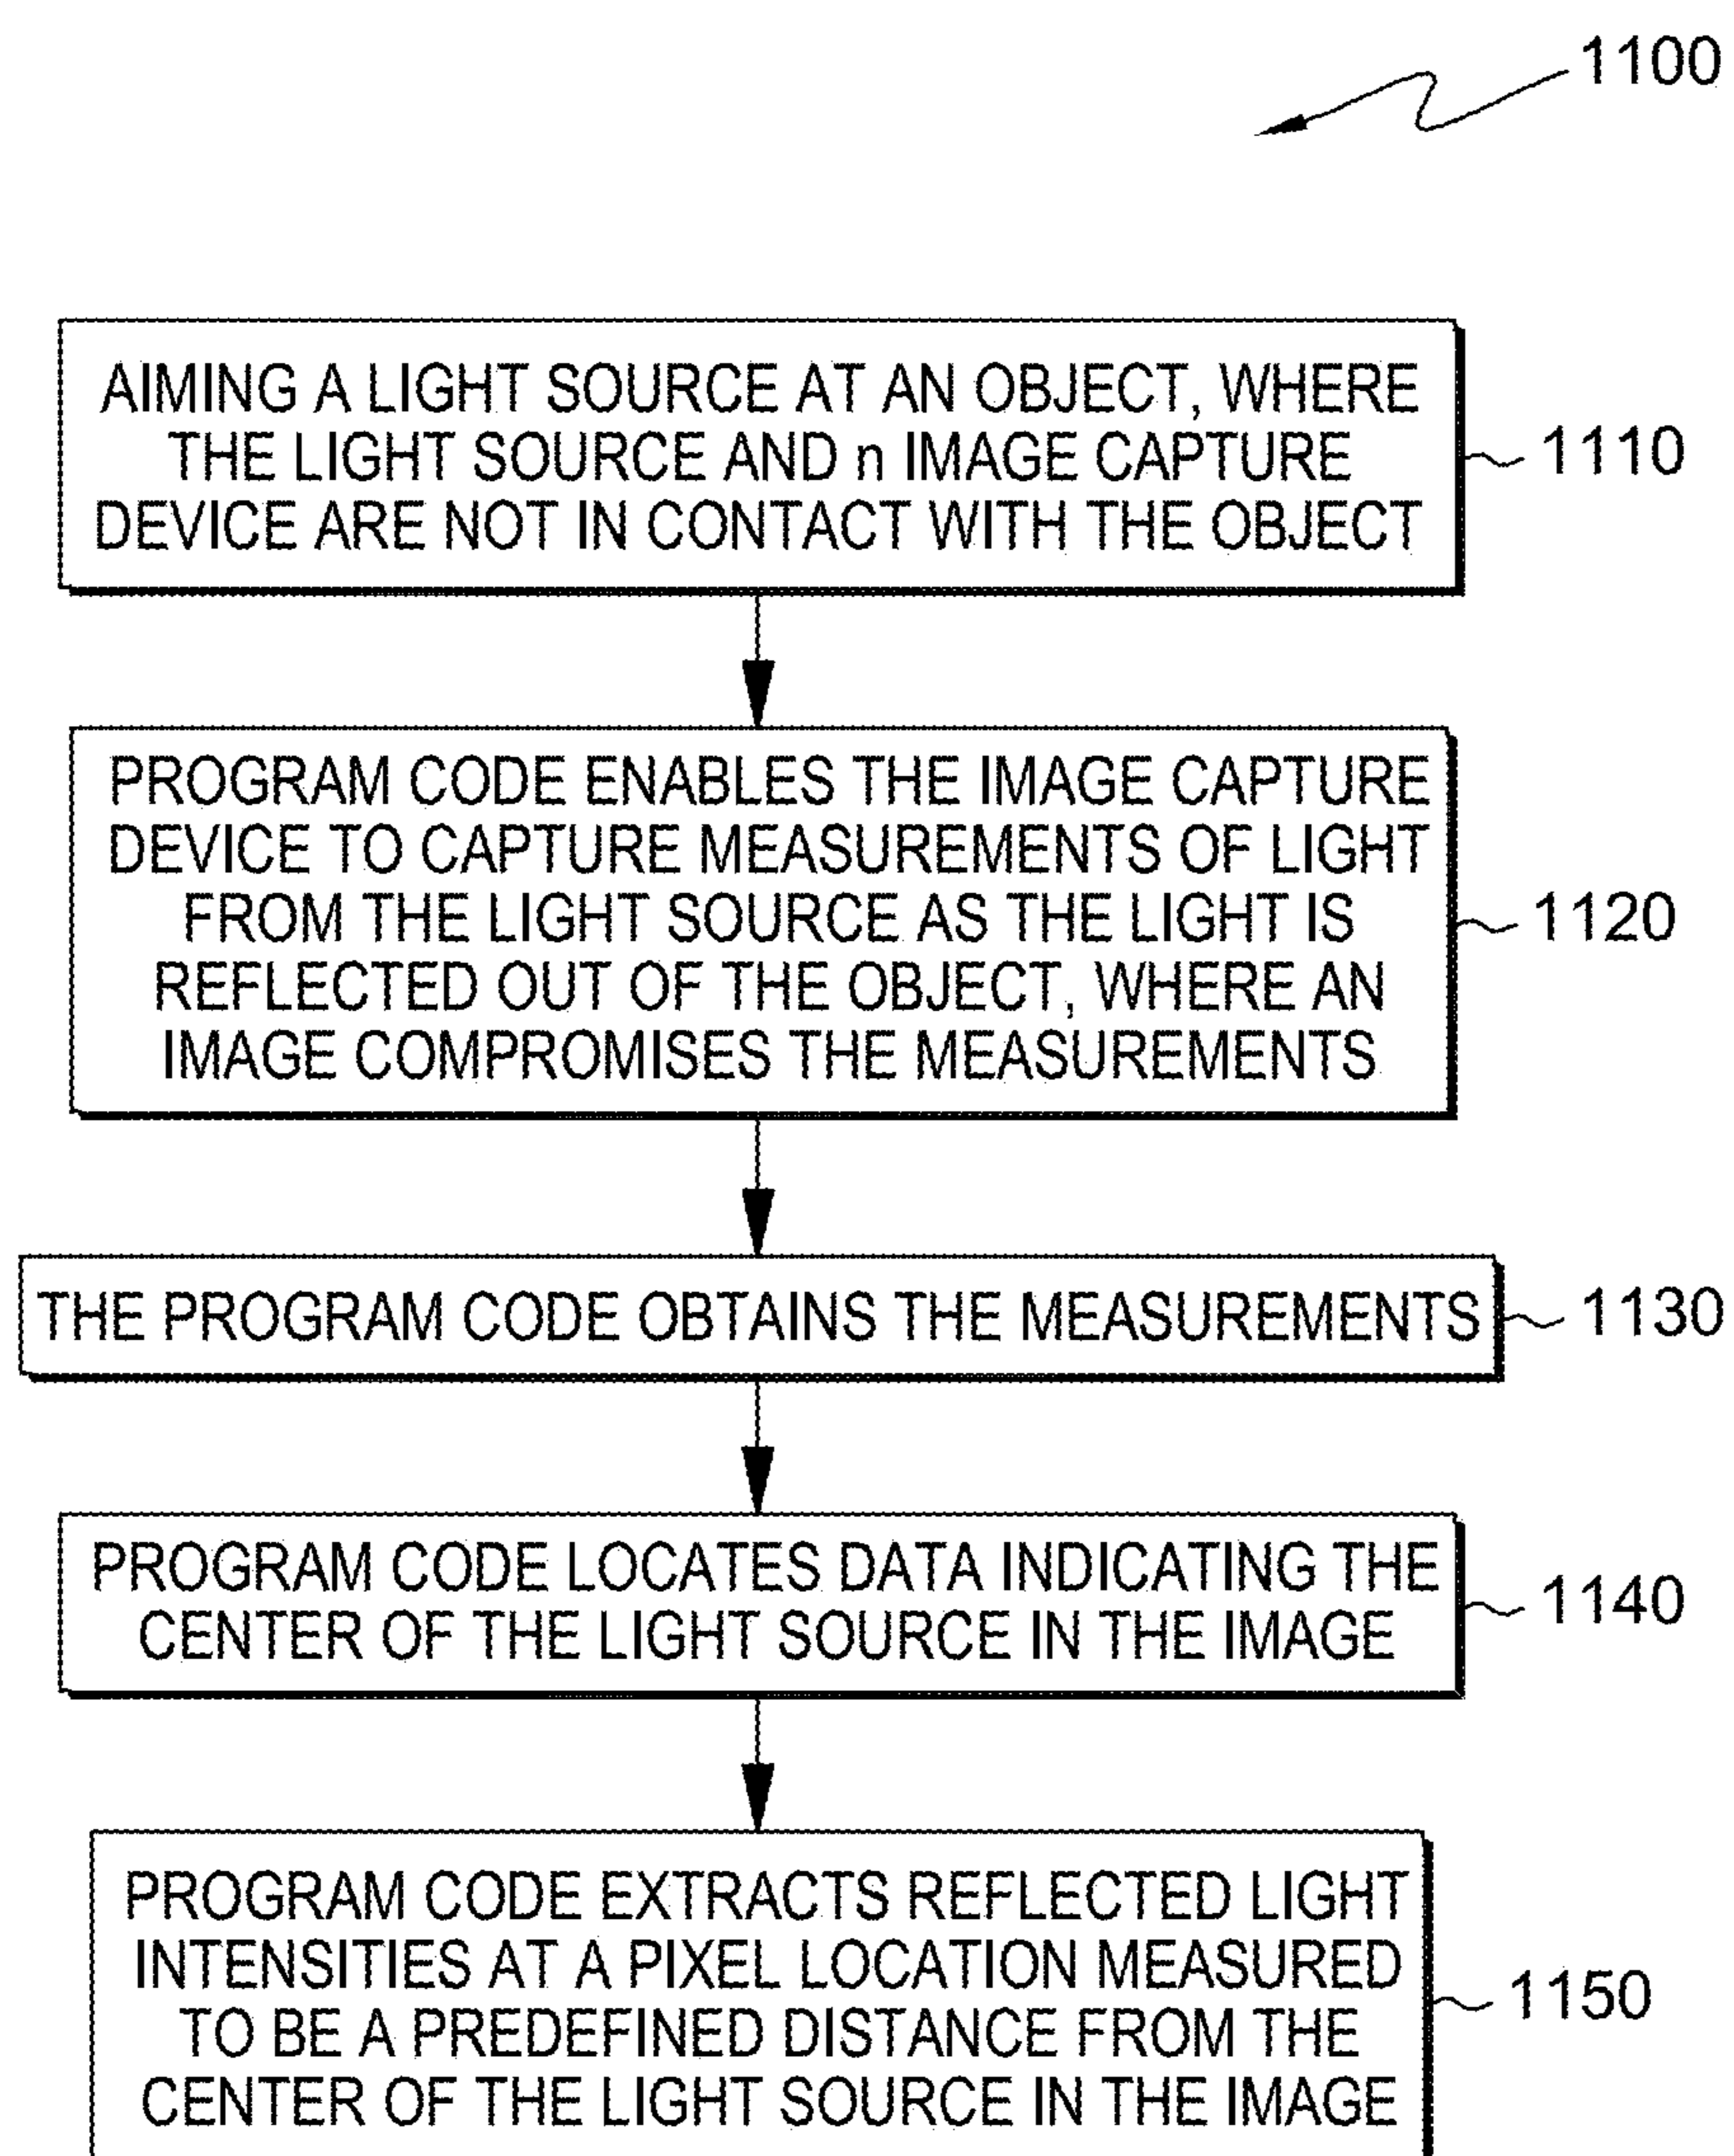 1100
AIMING A LIGHT SOURCE AT AN OBJECT, WHERE
THE LIGHT SOURCE AND n IMAGE CAPTURE
DEVICE ARE NOT IN CONTACT WITH THE OBJECT
1110
PROGRAM CODE ENABLES THE IMAGE CAPTURE
DEVICE TO CAPTURE MEASUREMENTS OF LIGHT
FROM THE LIGHT SOURCE AS THE LIGHT IS
REFLECTED OUT OF THE OBJECT, WHERE AN
IMAGE COMPROMISES THE MEASUREMENTS
1120
THE PROGRAM CODE OBTAINS THE MEASUREMENTS
1130
PROGRAM CODE LOCATES DATA INDICATING THE
CENTER OF THE LIGHT SOURCE IN THE IMAGE
1140
PROGRAM CODE EXTRACTS REFLECTED LIGHT
INTENSITIES AT A PIXEL LOCATION MEASURED
TO BE A PREDEFINED DISTANCE FROM THE
CENTER OF THE LIGHT SOURCE IN THE IMAGE
1150